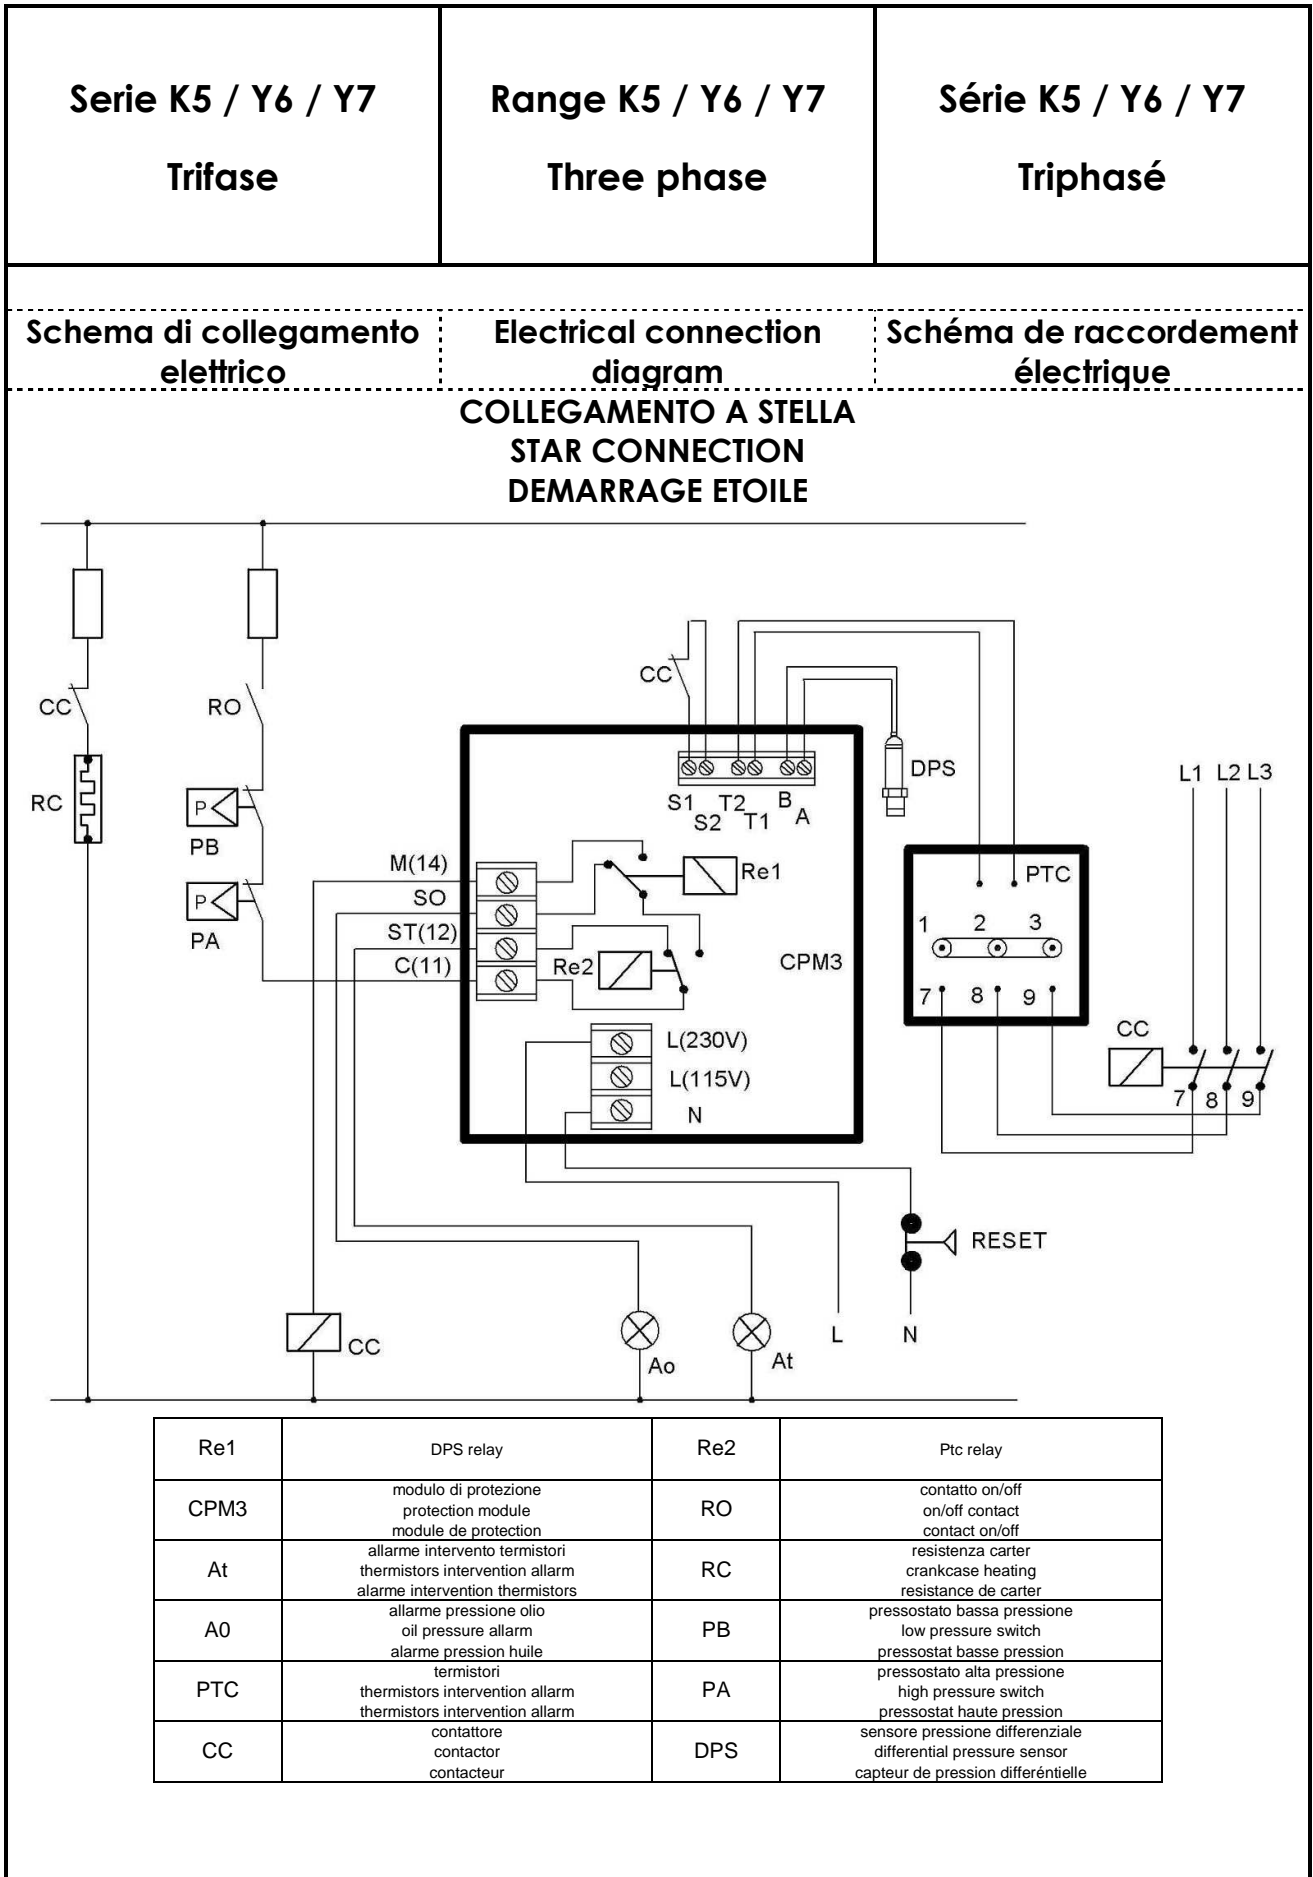 Serie K5 / Y6 / Y7
Trifase
Range K5 / Y6 / Y7
Three phase
Série K5 / Y6 / Y7
Triphasé
Schema di collegamento
elettrico
Electrical connection
diagram
Schéma de raccordement
électrique
COLLEGAMENTO A STELLA
STAR CONNECTION
DEMARRAGE ETOILE
CC
RC
RO
P
PB
P
PA
CC
DPS
S1
S2
T2
T1
B
A
M(14)
SO
ST(12)
C(11)
Re1
Re2
CPM3
L(230V)
L(115V)
N
PTC
1 2 3
7 8 9
L1 L2 L3
CC
7 8 9
RESET
L
N
CC
Ao
At
Re1
DPS relay
Re2
Ptc relay
CPM3
modulo di protezione
protection module
module de protection
RO
contatto on/off
on/off contact
contact on/off
At
allarme intervento termistori
thermistors intervention allarm
alarme intervention thermistors
RC
resistenza carter
crankcase heating
resistance de carter
A0
allarme pressione olio
oil pressure allarm
alarme pression huile
PB
pressostato bassa pressione
low pressure switch
pressostat basse pression
PTC
termistori
thermistors intervention allarm
thermistors intervention allarm
PA
pressostato alta pressione
high pressure switch
pressostat haute pression
CC
contattore
contactor
contacteur
DPS
sensore pressione differenziale
differential pressure sensor
capteur de pression differéntielle